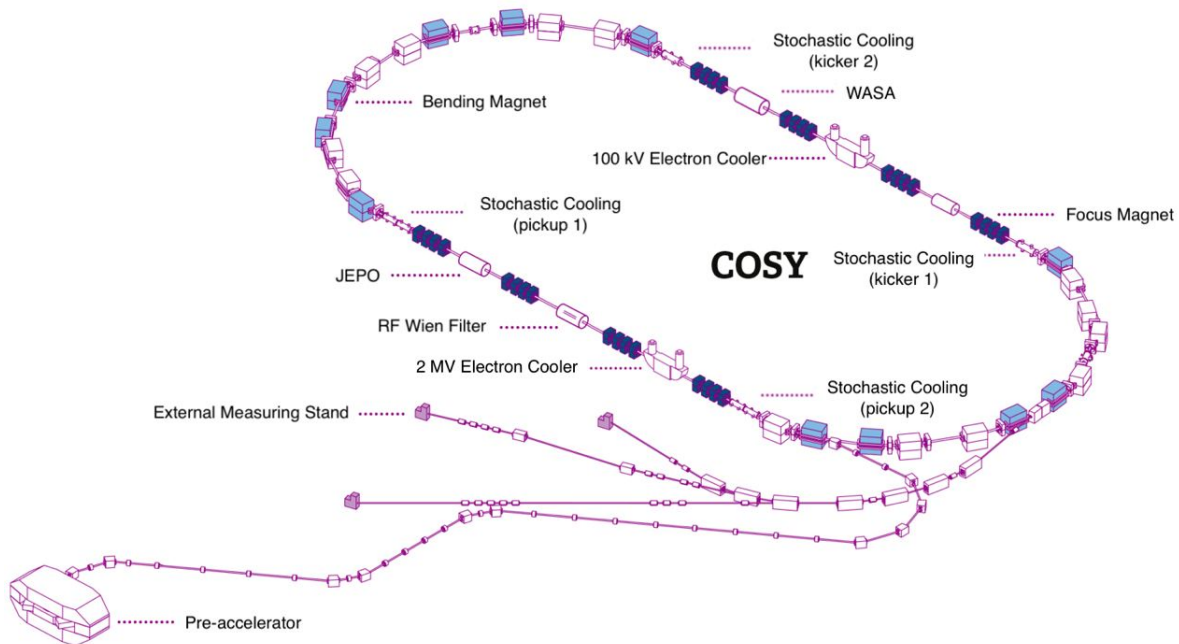 Stochastic Cooling
(kicker 2)
WASA
Bending Magnet
100 kV Electron Cooler
Stochastic Cooling
(pickup 1)
Focus Magnet
COSY
Stochastic Cooling
(kicker 1)
JEPO
RF Wien Filter
2 MV Electron Cooler
Stochastic Cooling
(pickup 2)
External Measuring Stand
Pre-accelerator